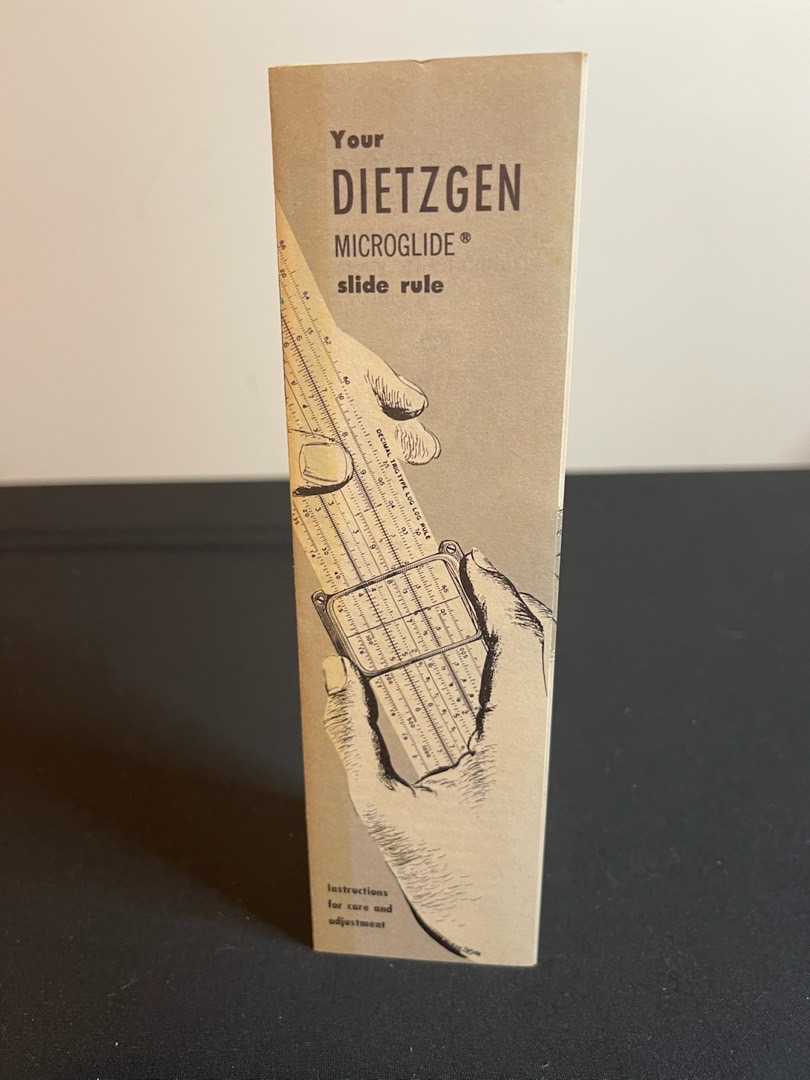 Your
DIETZGEN
MICROGLIDE®
slide rule
DECIMAL TRIG TYPE LOG LOG RULE
Instructions
for care and
adjustment